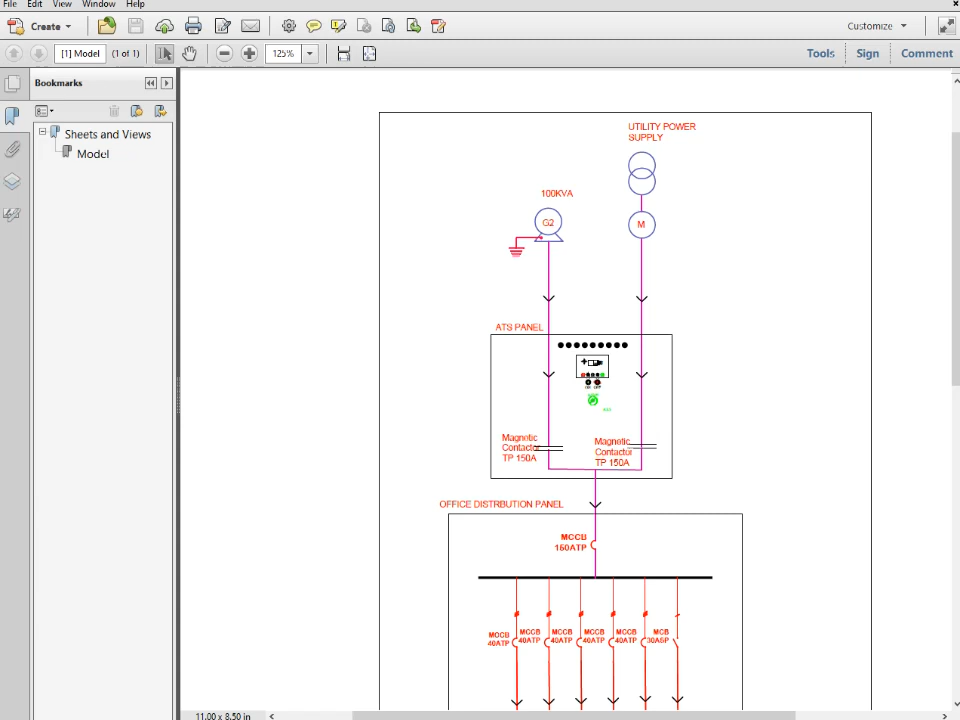 File Edit View Window Help
Create Customize
[1] Model (1 of 1) 125% Tools Sign Comment
Bookmarks
Sheets and Views
Model
UTILITY POWER
SUPPLY
100KVA
G2
M
ATS PANEL
Magnetic
Contactor
TP 150A
Magnetic
Contactor
TP 150A
OFFICE DISTRBUTION PANEL
MCCB
150ATP
MCCB
40ATP
MCCB
40ATP
MCCB
40ATP
MCCB
40ATP
MCCB
40ATP
MCB
11.00 x 8.50 in